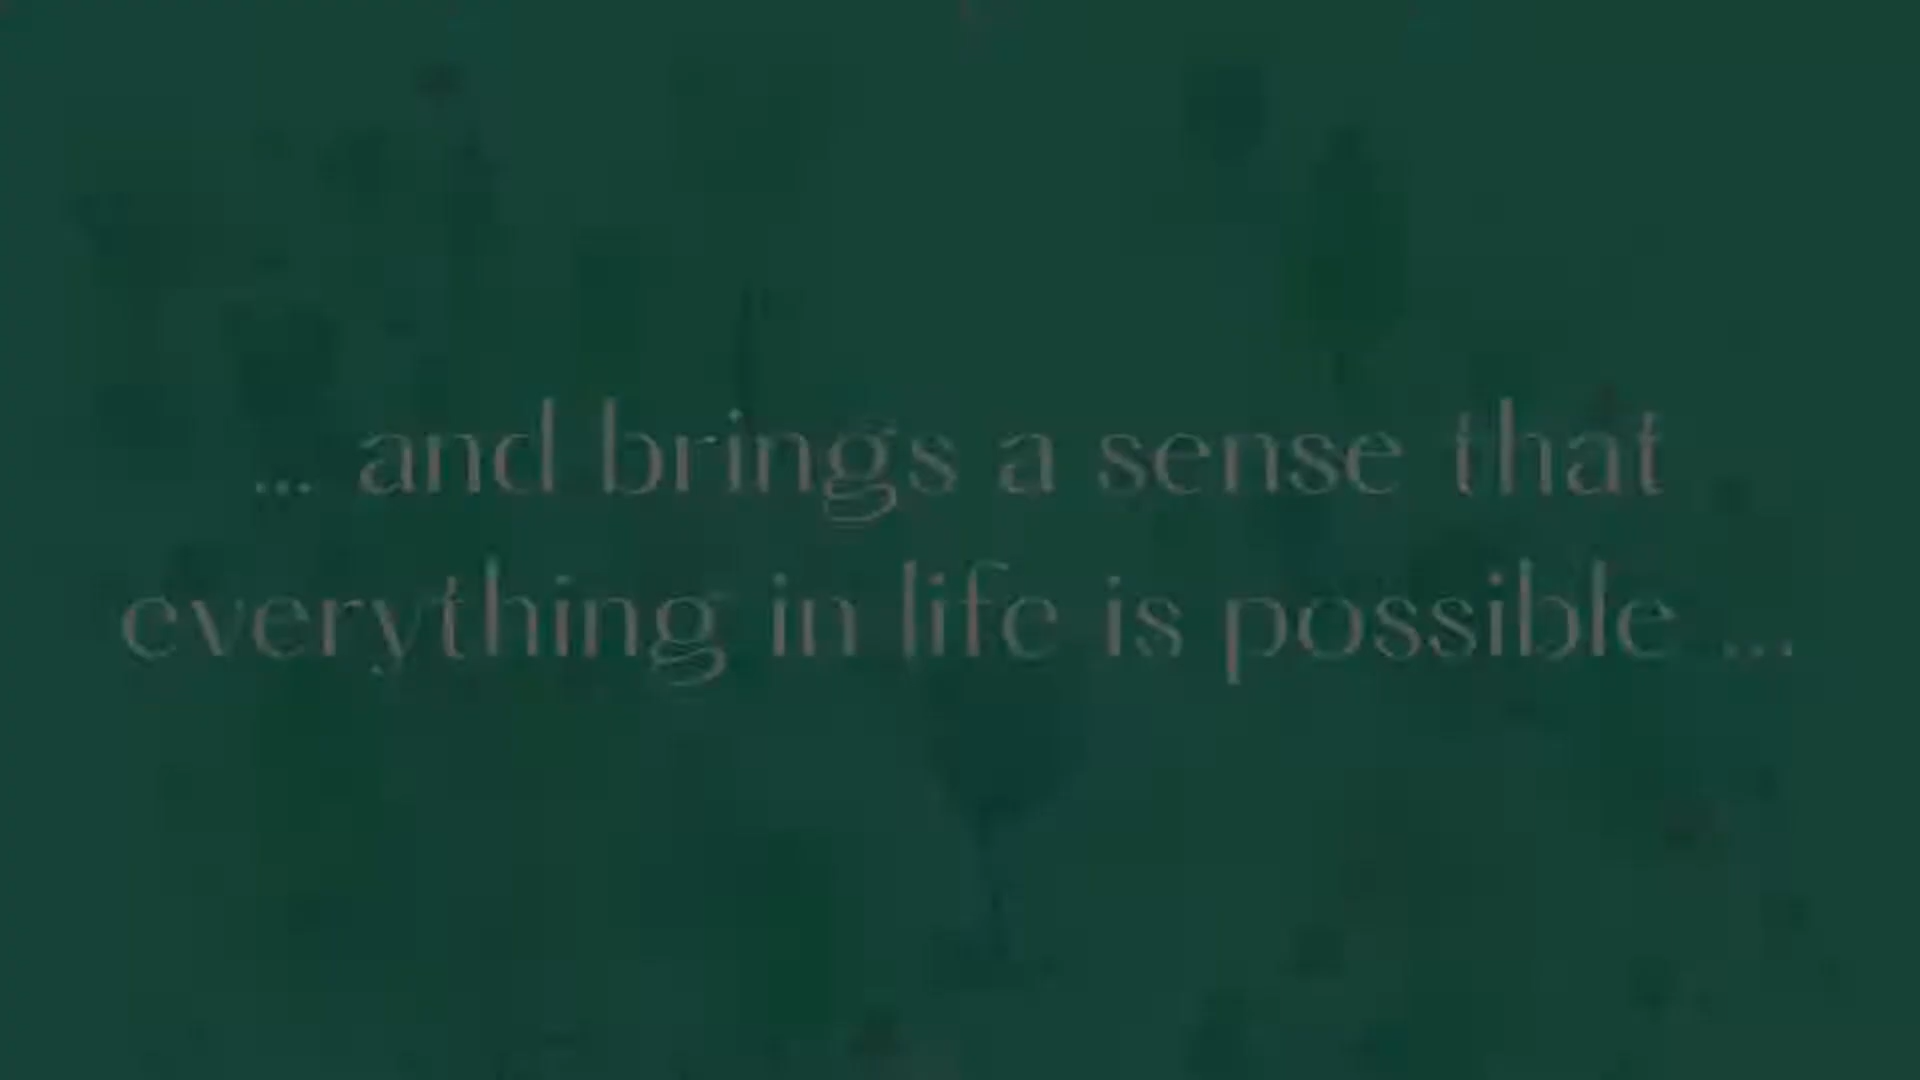 ... and brings a sense that
everything in life is possible ...